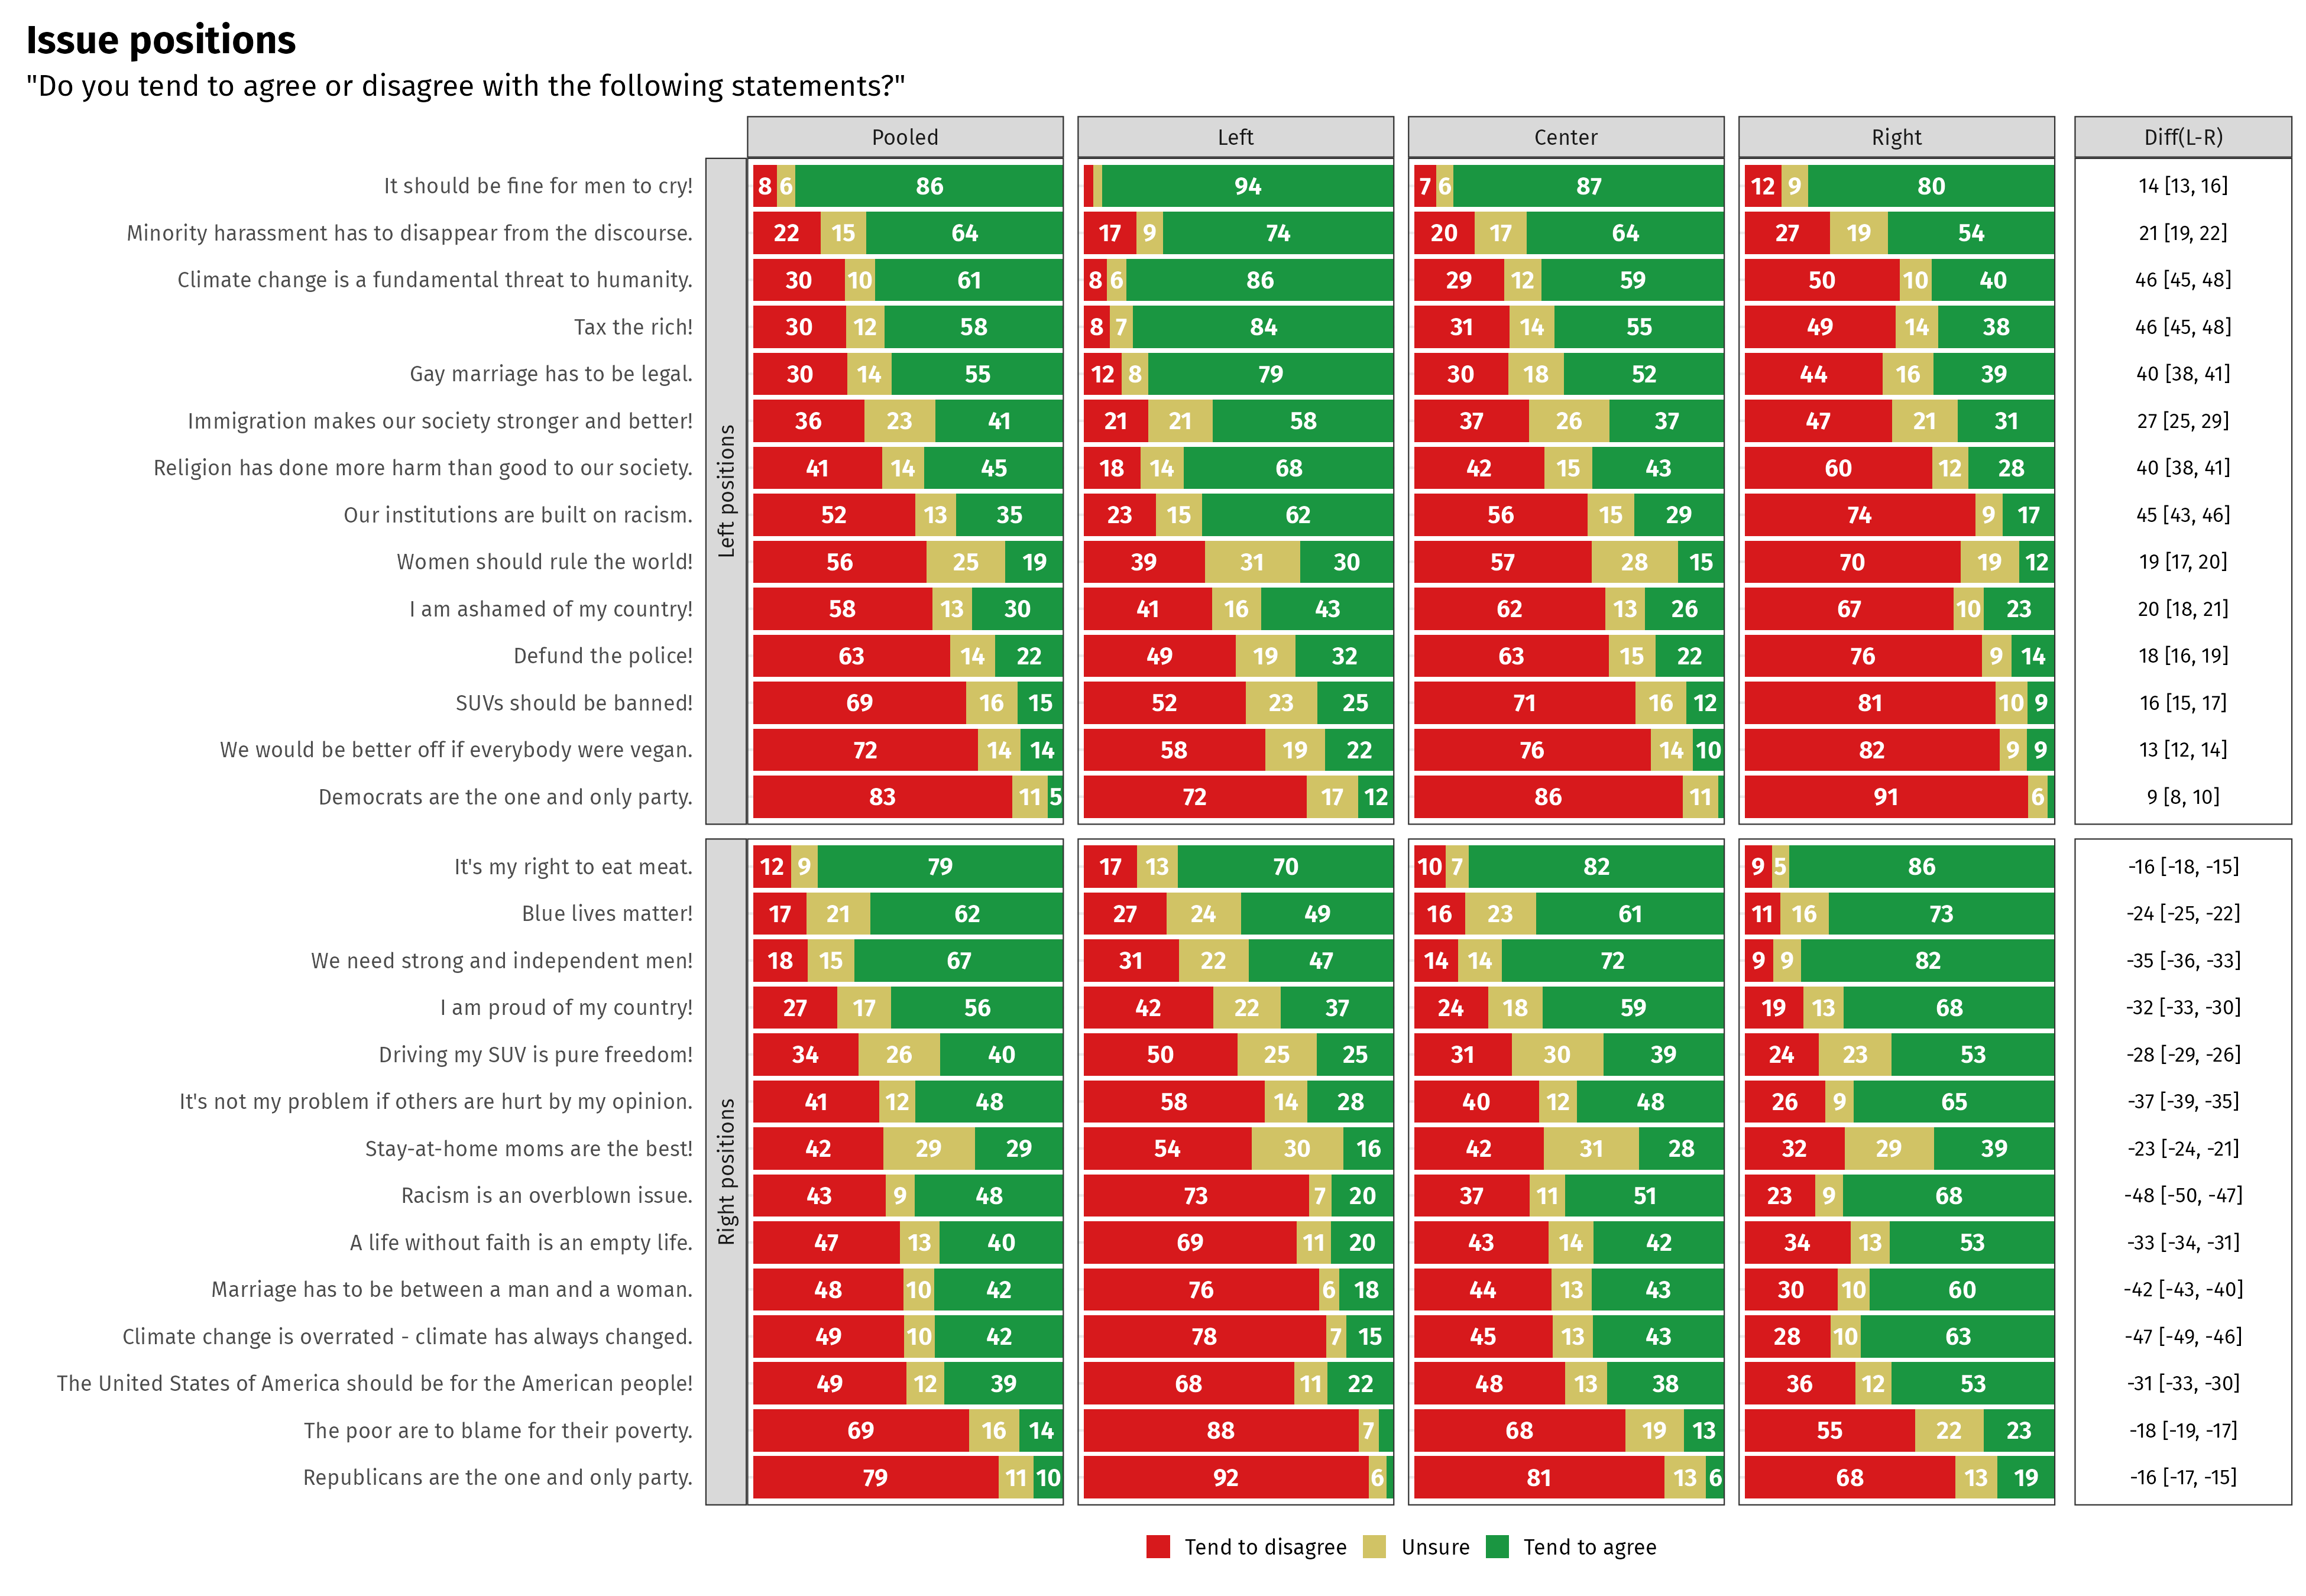 Issue positions
"Do you tend to agree or disagree with the following statements?"
Pooled Left Center Right Diff(L-R)
Left positions
It should be fine for men to cry! 8 6 86 94 7 6 87 12 9 80 14 [13, 16]
Minority harassment has to disappear from the discourse. 22 15 64 17 9 74 20 17 64 27 19 54 21 [19, 22]
Climate change is a fundamental threat to humanity. 30 10 61 8 6 86 29 12 59 50 10 40 46 [45, 48]
Tax the rich! 30 12 58 8 7 84 31 14 55 49 14 38 46 [45, 48]
Gay marriage has to be legal. 30 14 55 12 8 79 30 18 52 44 16 39 40 [38, 41]
Immigration makes our society stronger and better! 36 23 41 21 21 58 37 26 37 47 21 31 27 [25, 29]
Religion has done more harm than good to our society. 41 14 45 18 14 68 42 15 43 60 12 28 40 [38, 41]
Our institutions are built on racism. 52 13 35 23 15 62 56 15 29 74 9 17 45 [43, 46]
Women should rule the world! 56 25 19 39 31 30 57 28 15 70 19 12 19 [17, 20]
I am ashamed of my country! 58 13 30 41 16 43 62 13 26 67 10 23 20 [18, 21]
Defund the police! 63 14 22 49 19 32 63 15 22 76 9 14 18 [16, 19]
SUVs should be banned! 69 16 15 52 23 25 71 16 12 81 10 9 16 [15, 17]
We would be better off if everybody were vegan. 72 14 14 58 19 22 76 14 10 82 9 9 13 [12, 14]
Democrats are the one and only party. 83 11 5 72 17 12 86 11 91 6 9 [8, 10]
Right positions
It's my right to eat meat. 12 9 79 17 13 70 10 7 82 9 5 86 -16 [-18, -15]
Blue lives matter! 17 21 62 27 24 49 16 23 61 11 16 73 -24 [-25, -22]
We need strong and independent men! 18 15 67 31 22 47 14 14 72 9 9 82 -35 [-36, -33]
I am proud of my country! 27 17 56 42 22 37 24 18 59 19 13 68 -32 [-33, -30]
Driving my SUV is pure freedom! 34 26 40 50 25 25 31 30 39 24 23 53 -28 [-29, -26]
It's not my problem if others are hurt by my opinion. 41 12 48 58 14 28 40 12 48 26 9 65 -37 [-39, -35]
Stay-at-home moms are the best! 42 29 29 54 30 16 42 31 28 32 29 39 -23 [-24, -21]
Racism is an overblown issue. 43 9 48 73 7 20 37 11 51 23 9 68 -48 [-50, -47]
A life without faith is an empty life. 47 13 40 69 11 20 43 14 42 34 13 53 -33 [-34, -31]
Marriage has to be between a man and a woman. 48 10 42 76 6 18 44 13 43 30 10 60 -42 [-43, -40]
Climate change is overrated - climate has always changed. 49 10 42 78 7 15 45 13 43 28 10 63 -47 [-49, -46]
The United States of America should be for the American people! 49 12 39 68 11 22 48 13 38 36 12 53 -31 [-33, -30]
The poor are to blame for their poverty. 69 16 14 88 7 68 19 13 55 22 23 -18 [-19, -17]
Republicans are the one and only party. 79 11 10 92 6 81 13 6 68 13 19 -16 [-17, -15]
Tend to disagree Unsure Tend to agree